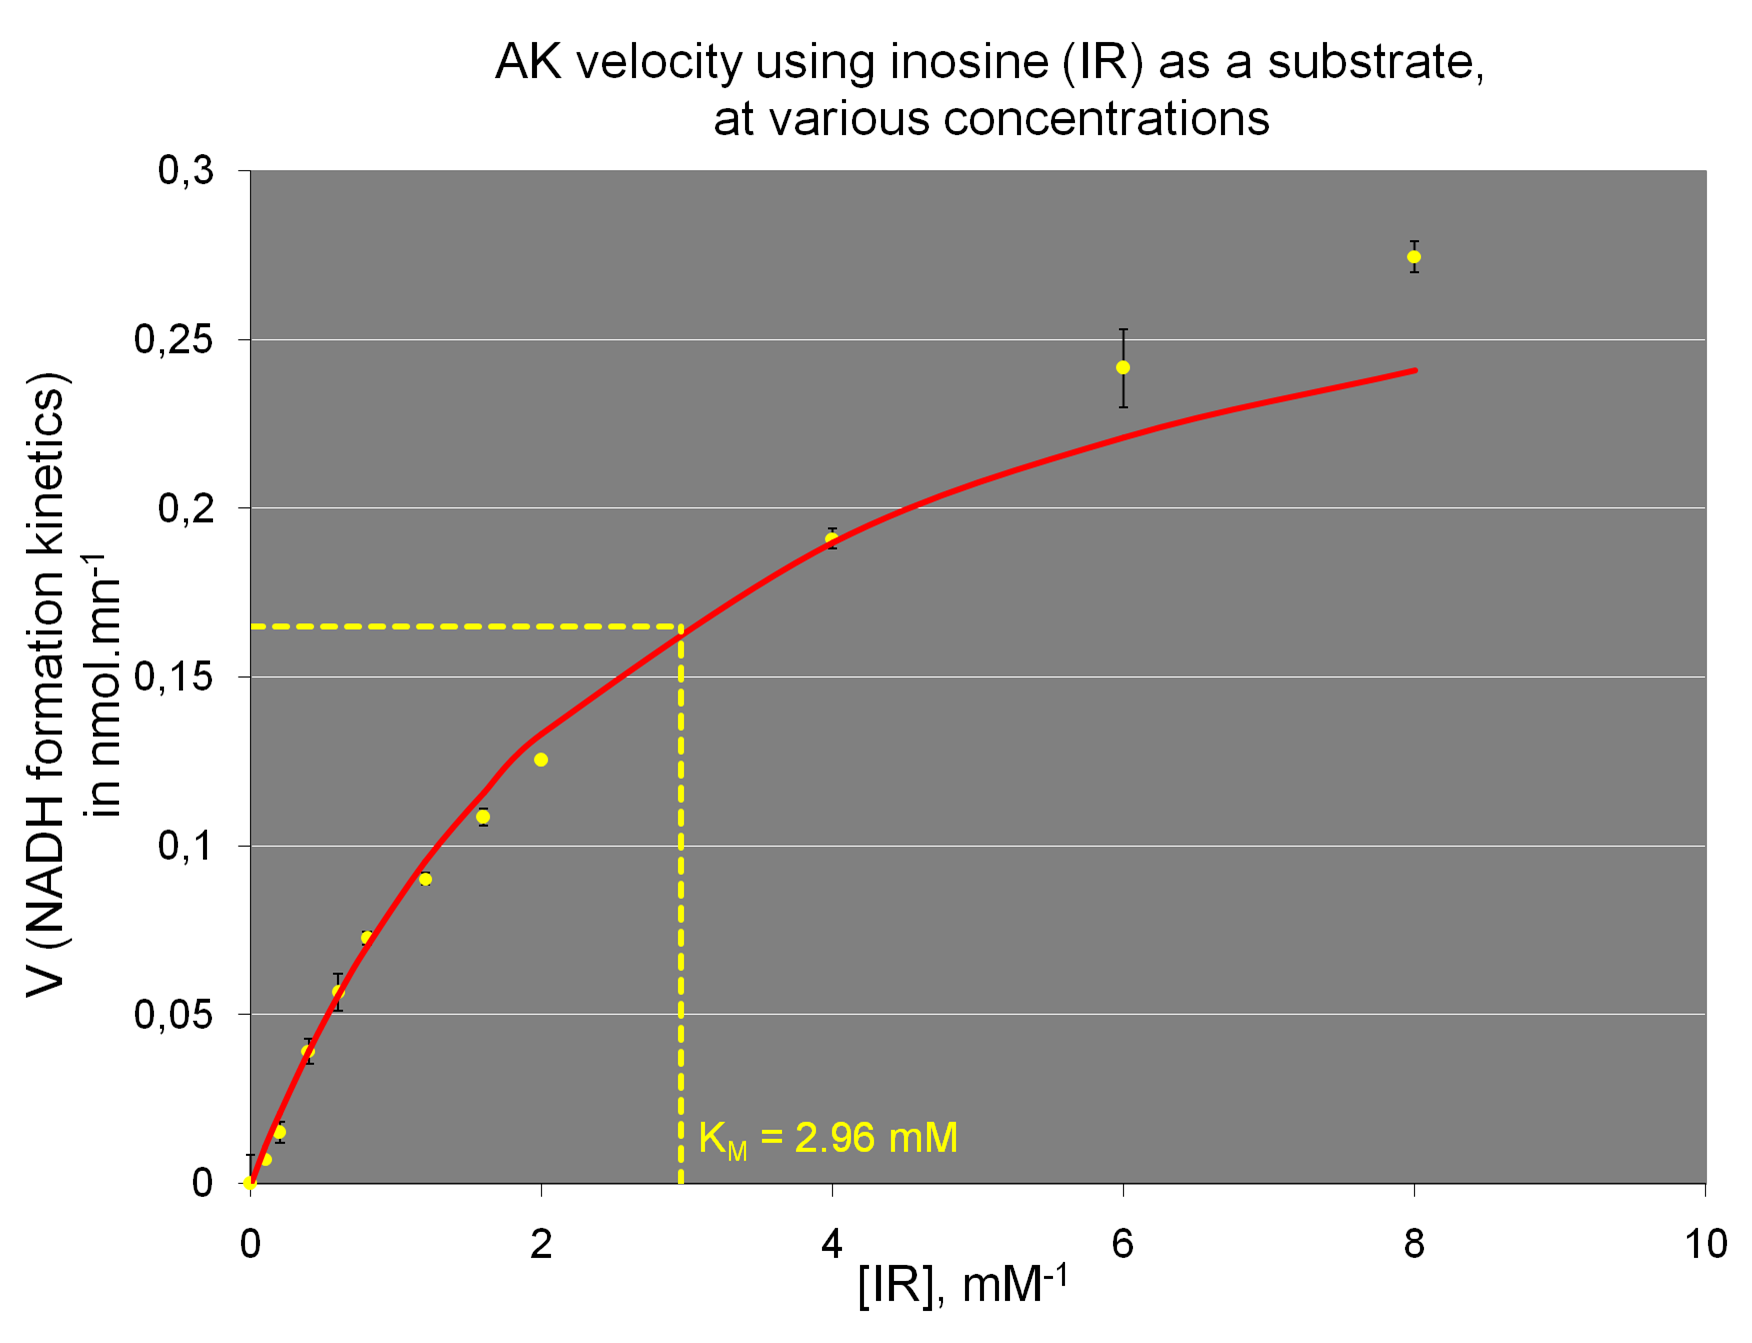 AK velocity using inosine (IR) as a substrate,
at various concentrations
V (NADH formation kinetics)
in nmol.mn⁻¹
0,3
0,25
0,2
0,15
0,1
0,05
0
K_M = 2.96 mM
0 2 4 6 8 10
[IR], mM⁻¹